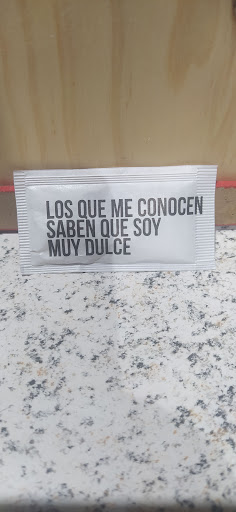 LOS QUE ME CONOCEN
SABEN QUE SOY
MUY DULCE